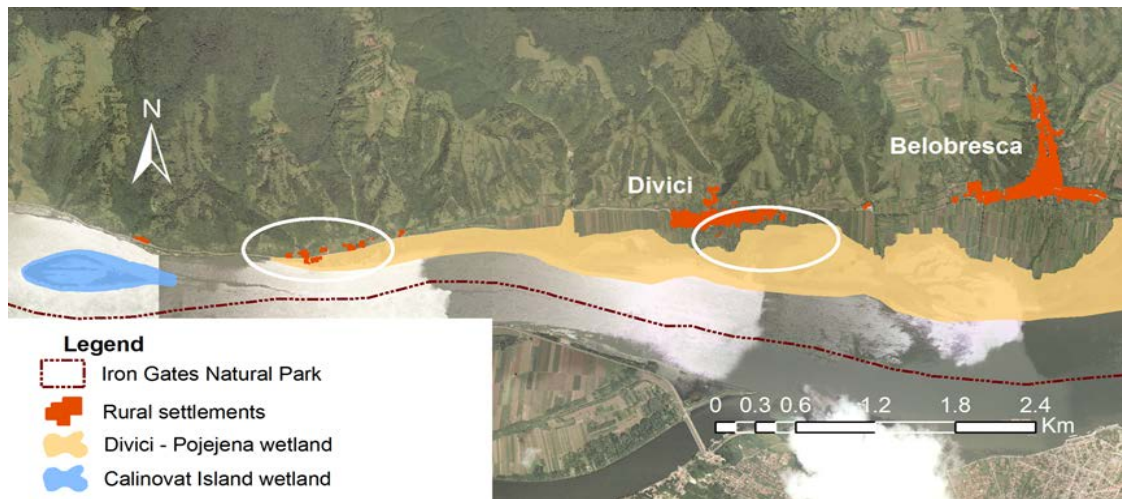 N
Belobresca
Divici
Legend
Iron Gates Natural Park
Rural settlements
Divici - Pojejena wetland
Calinovat Island wetland
0 0.3 0.6 1.2 1.8 2.4
Km